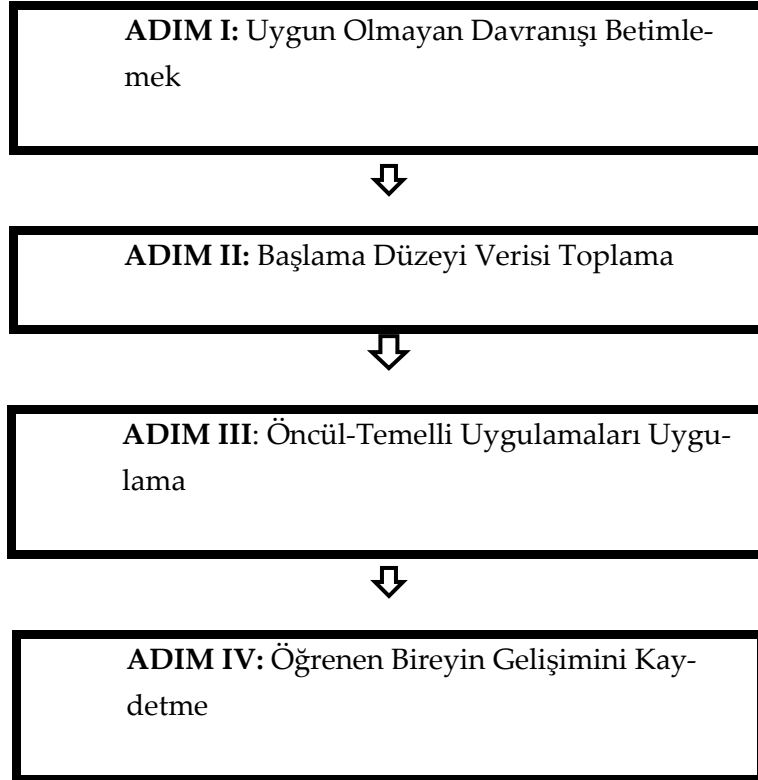 ADIM I: Uygun Olmayan Davranışı Betimle-
mek
ADIM II: Başlama Düzeyi Verisi Toplama
ADIM III: Öncül-Temelli Uygulamaları Uygu-
lama
ADIM IV: Öğrenen Bireyin Gelişimini Kay-
detme